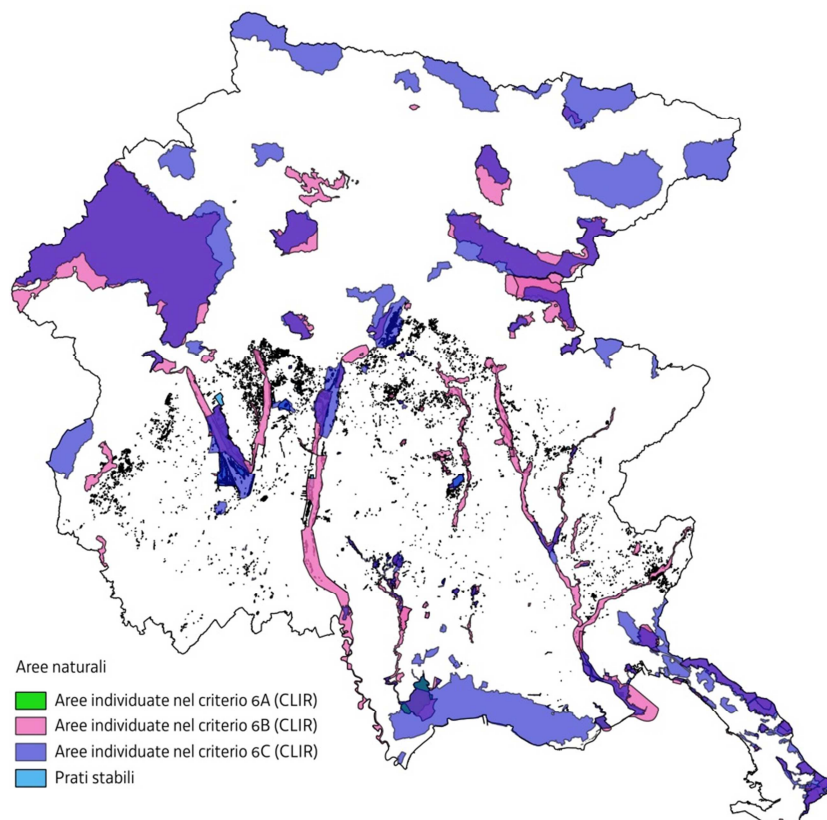 Aree naturali
Aree individuate nel criterio 6A (CLIR)
Aree individuate nel criterio 6B (CLIR)
Aree individuate nel criterio 6C (CLIR)
Prati stabili